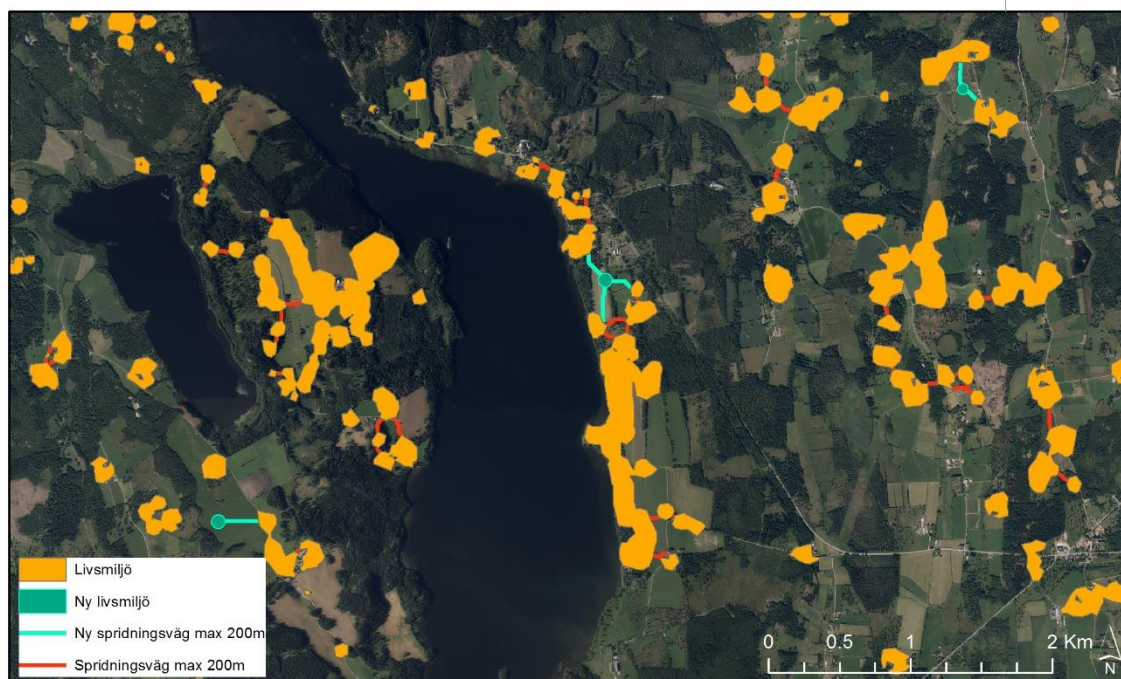 Livsmiljö
Ny livsmiljö
Ny spridningsväg max 200m
Spridningsväg max 200m
0 0.5 1 2 Km
N